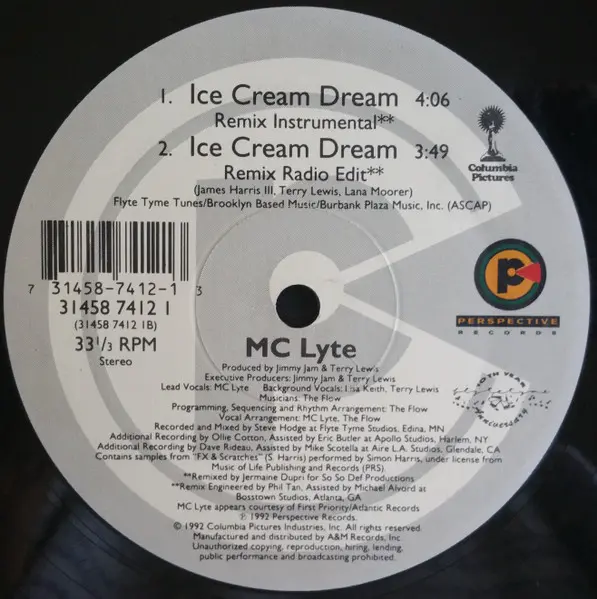 1. Ice Cream Dream 4:06
Remix Instrumental**
2. Ice Cream Dream 3:49
Remix Radio Edit**
(James Harris III, Terry Lewis, Lana Moorer)
Flyte Tyme Tunes/Brooklyn Based Music/Burbank Plaza Music, Inc. (ASCAP)
Columbia
Pictures
7 31458-7412-1 3
31458 7412 1
(31458 7412 1B)
33 1/3 RPM
Stereo
PERSPECTIVE
RECORDS
MC Lyte
Produced by Jimmy Jam & Terry Lewis
Executive Producers: Jimmy Jam & Terry Lewis
Lead Vocals: MC Lyte Background Vocals: Lisa Keith, Terry Lewis
Musicians: The Flow
Programming, Sequencing and Rhythm Arrangement: The Flow
Vocal Arrangement: MC Lyte, The Flow
Recorded and Mixed by Steve Hodge at Flyte Tyme Studios, Edina, MN
Additional Recording by Ollie Cotton, Assisted by Eric Butler at Apollo Studios, Harlem, NY
Additional Recording by Dave Rideau, Assisted by Mike Scotella at Aire L.A. Studios, Glendale, CA
Contains samples from "FX & Scratches" (S. Harris) performed by Simon Harris, under license from
Music of Life Publishing and Records (PRS).
**Remixed by Jermaine Dupri for So So Def Productions
**Remix Engineered by Phil Tan, Assisted by Michael Alvord at
Bosstown Studios, Atlanta, GA
MC Lyte appears courtesy of First Priority/Atlantic Records
℗ 1992 Perspective Records.
© 1992 Columbia Pictures Industries, Inc. All rights reserved.
Manufactured and distributed by A&M Records, Inc.
Unauthorized copying, reproduction, hiring, lending,
public performance and broadcasting prohibited.
Anniversary